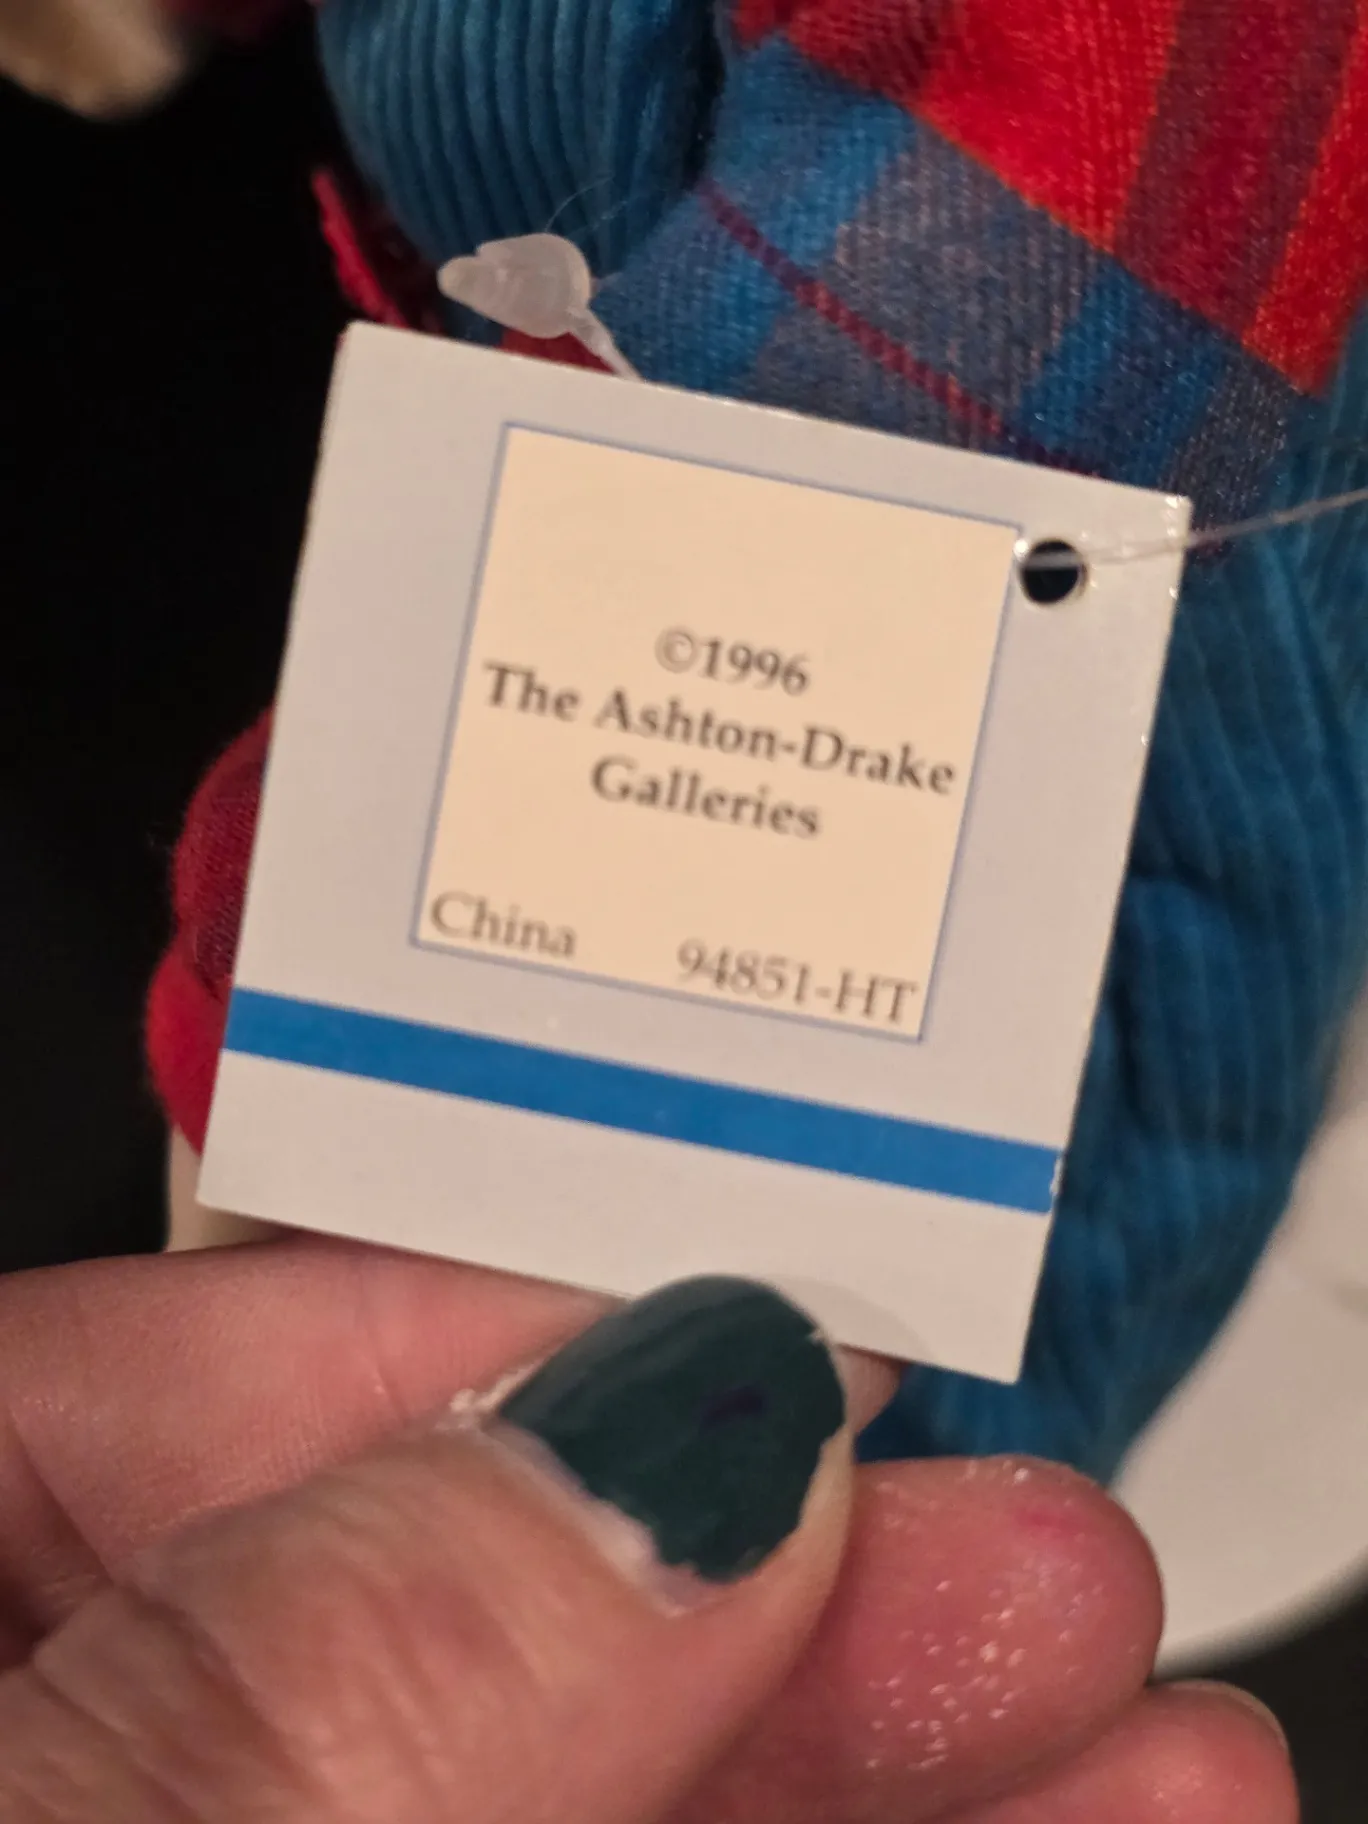 ©1996
The Ashton-Drake
Galleries
China 94851-HT